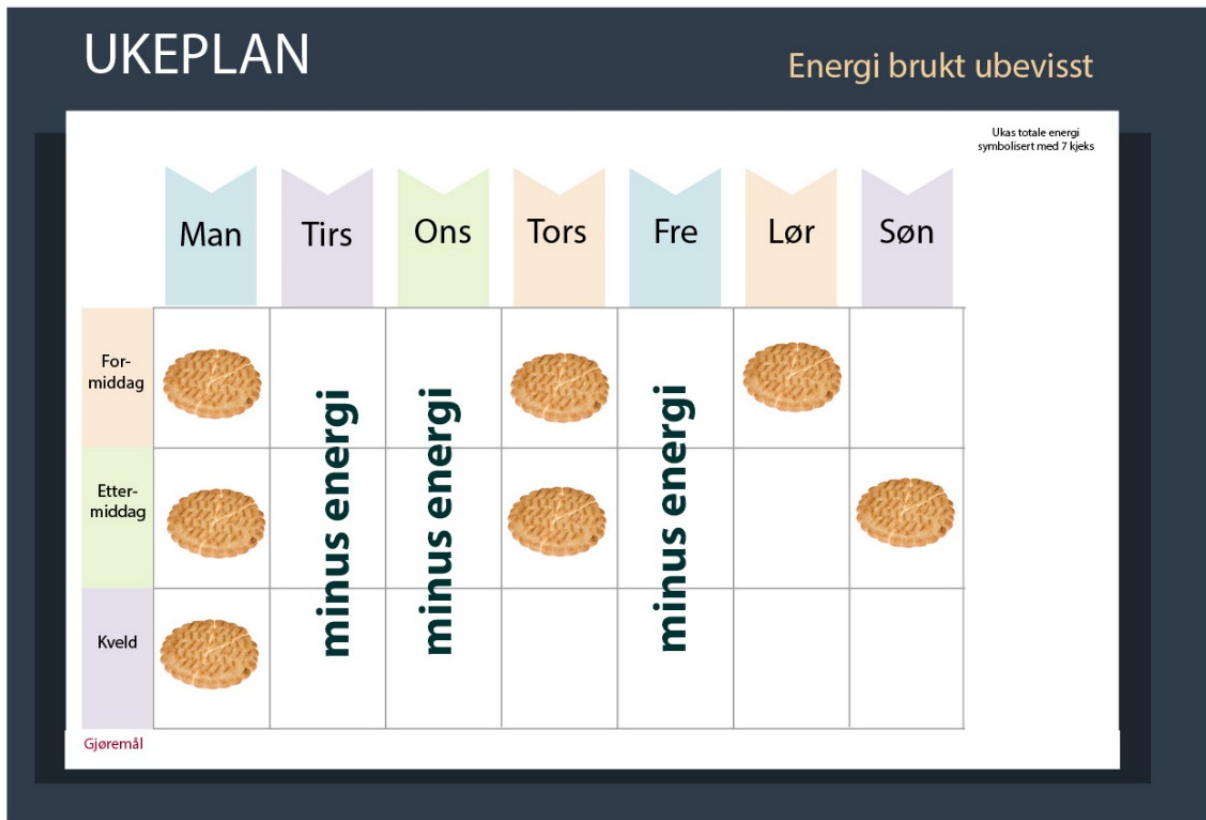 UKEPLAN
Energi brukt ubevisst
Ukas totale energi
symbolisert med 7 kjeks
Man Tirs Ons Tors Fre Lør Søn
For-
middag
minus energi
minus energi
minus energi
Etter-
middag
Kveld
Gjøremål